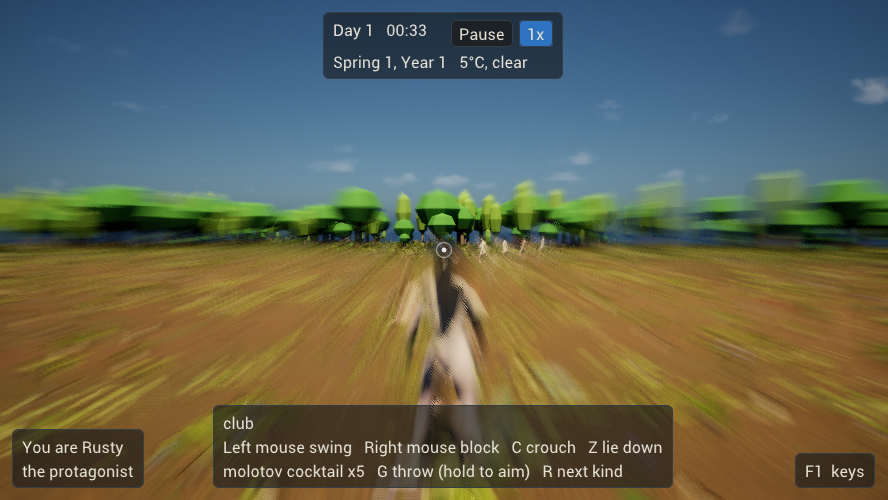 Day 1 00:33 Pause 1x
Spring 1, Year 1 5°C, clear
club
Left mouse swing Right mouse block C crouch Z lie down
molotov cocktail x5 G throw (hold to aim) R next kind
You are Rusty
the protagonist
F1 keys